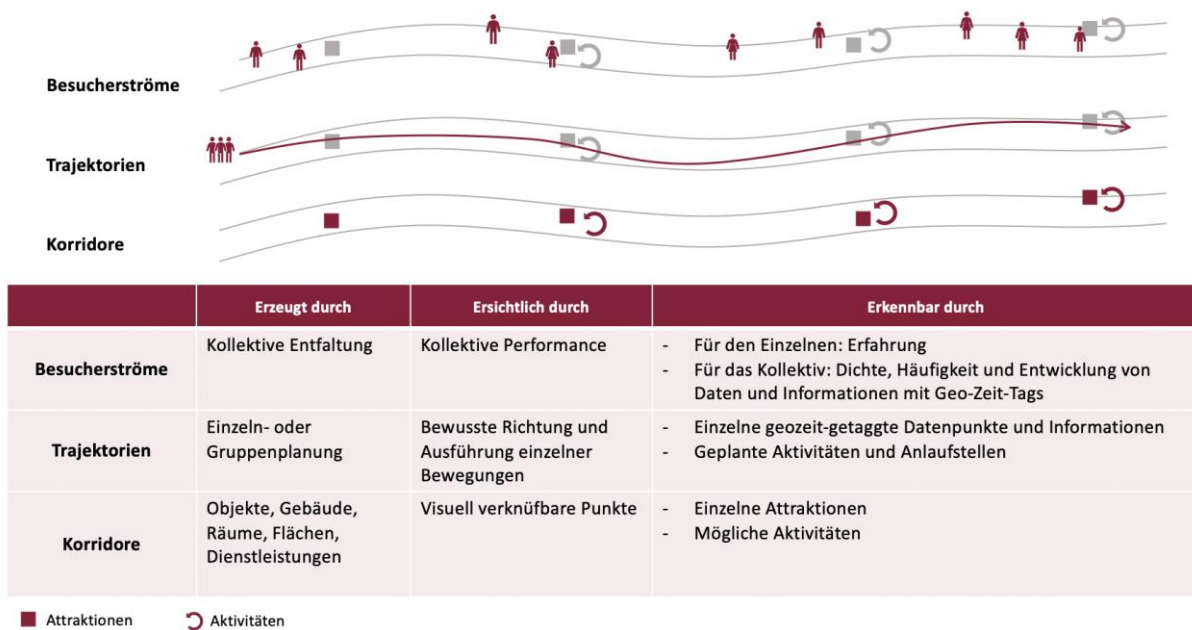 Besucherströme
Trajektorien
Korridore
Erzeugt durch
Ersichtlich durch
Erkennbar durch
Besucherströme
Kollektive Entfaltung
Kollektive Performance
- Für den Einzelnen: Erfahrung
- Für das Kollektiv: Dichte, Häufigkeit und Entwicklung von
Daten und Informationen mit Geo-Zeit-Tags
Trajektorien
Einzeln- oder
Gruppenplanung
Bewusste Richtung und
Ausführung einzelner
Bewegungen
- Einzelne geozeit-getaggte Datenpunkte und Informationen
- Geplante Aktivitäten und Anlaufstellen
Korridore
Objekte, Gebäude,
Räume, Flächen,
Dienstleistungen
Visuell verknüfbare Punkte
- Einzelne Attraktionen
- Mögliche Aktivitäten
Attraktionen
Aktivitäten